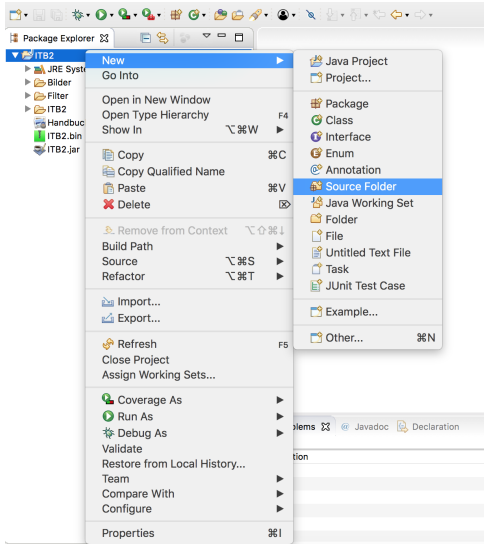 Package Explorer
ITB2
JRE Syste
Bilder
Filter
ITB2
Handbuc
ITB2.bin
ITB2.jar
New
Go Into
Open in New Window
Open Type Hierarchy F4
Show In ⌥⌘W
Copy ⌘C
Copy Qualified Name
Paste ⌘V
Delete ⌦
Remove from Context ⌥⇧⌘↓
Build Path
Source ⌥⌘S
Refactor ⌥⌘T
Import...
Export...
Refresh F5
Close Project
Assign Working Sets...
Coverage As
Run As
Debug As
Validate
Restore from Local History...
Team
Compare With
Configure
Properties ⌘I
Java Project
Project...
Package
Class
Interface
Enum
Annotation
Source Folder
Java Working Set
Folder
File
Untitled Text File
Task
JUnit Test Case
Example...
Other... ⌘N
blems @ Javadoc Declaration
tion